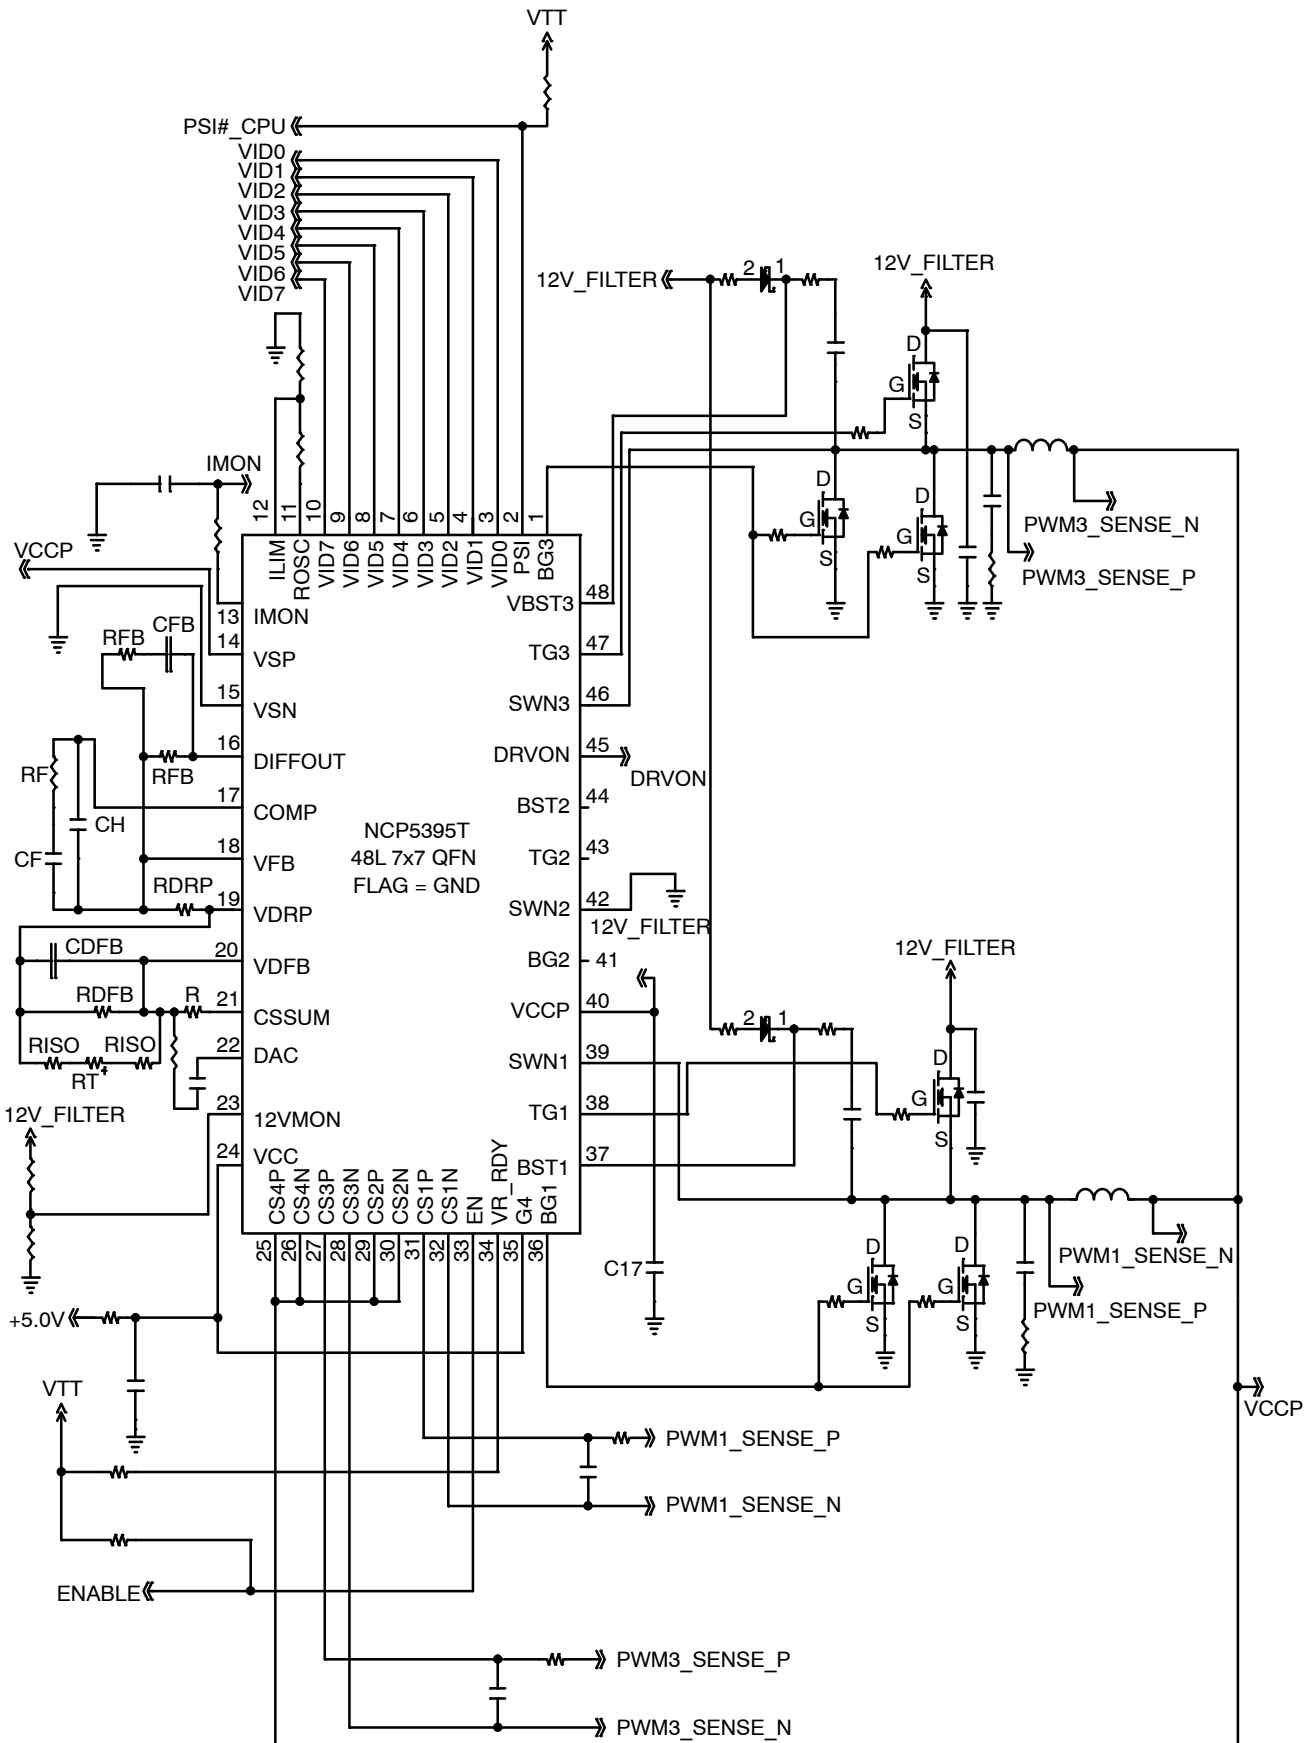 VTT
PSI#_CPU
VID0
VID1
VID2
VID3
VID4
VID5
VID6
VID7
12V_FILTER
2
1
12V_FILTER
D
G
S
IMON
12
11
10
9
8
7
6
5
4
3
2
1
ILIM
ROSC
VID7
VID6
VID5
VID4
VID3
VID2
VID1
VID0
PSI
BG3
D
G
S
D
G
S
PWM3_SENSE_N
PWM3_SENSE_P
VCCP
13 IMON
14 VSP
15 VSN
16 DIFFOUT
17 COMP
18 VFB
19 VDRP
20 VDFB
21 CSSUM
22 DAC
23 12VMON
24 VCC
RFB
CFB
RFB
RF
CH
CF
RDRP
CDFB
RDFB
R
RISO
RISO
RT
12V_FILTER
NCP5395T
48L 7x7 QFN
FLAG = GND
VBST3 48
TG3 47
SWN3 46
DRVON 45
DRVON
BST2 44
TG2 43
SWN2 42
12V_FILTER
BG2 41
VCCP 40
SWN1 39
TG1 38
BST1 37
2
1
12V_FILTER
D
G
S
CS4P
CS4N
CS3P
CS3N
CS2P
CS2N
CS1P
CS1N
EN
VR_RDY
G4
BG1
25
26
27
28
29
30
31
32
33
34
35
36
C17
D
G
S
D
G
S
PWM1_SENSE_N
PWM1_SENSE_P
+5.0V
VTT
VCCP
PWM1_SENSE_P
PWM1_SENSE_N
ENABLE
PWM3_SENSE_P
PWM3_SENSE_N